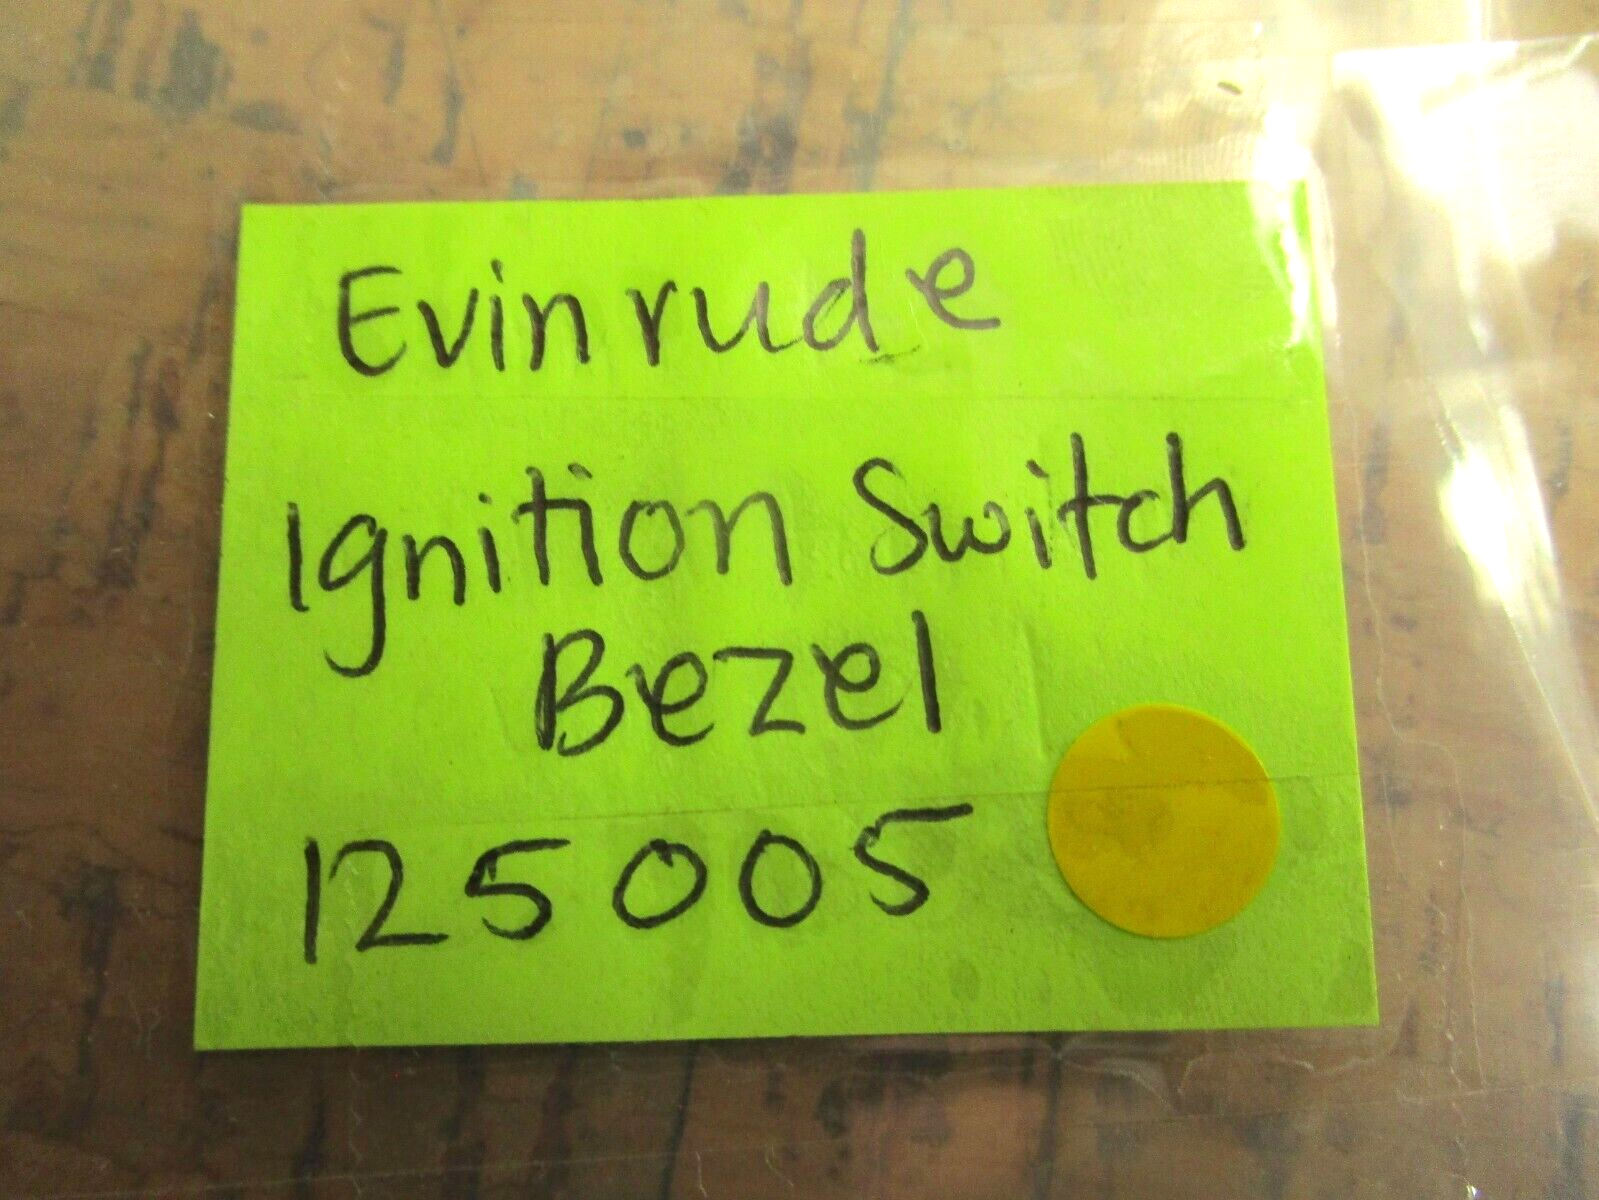 Evinrude
Ignition Switch
Bezel
125005